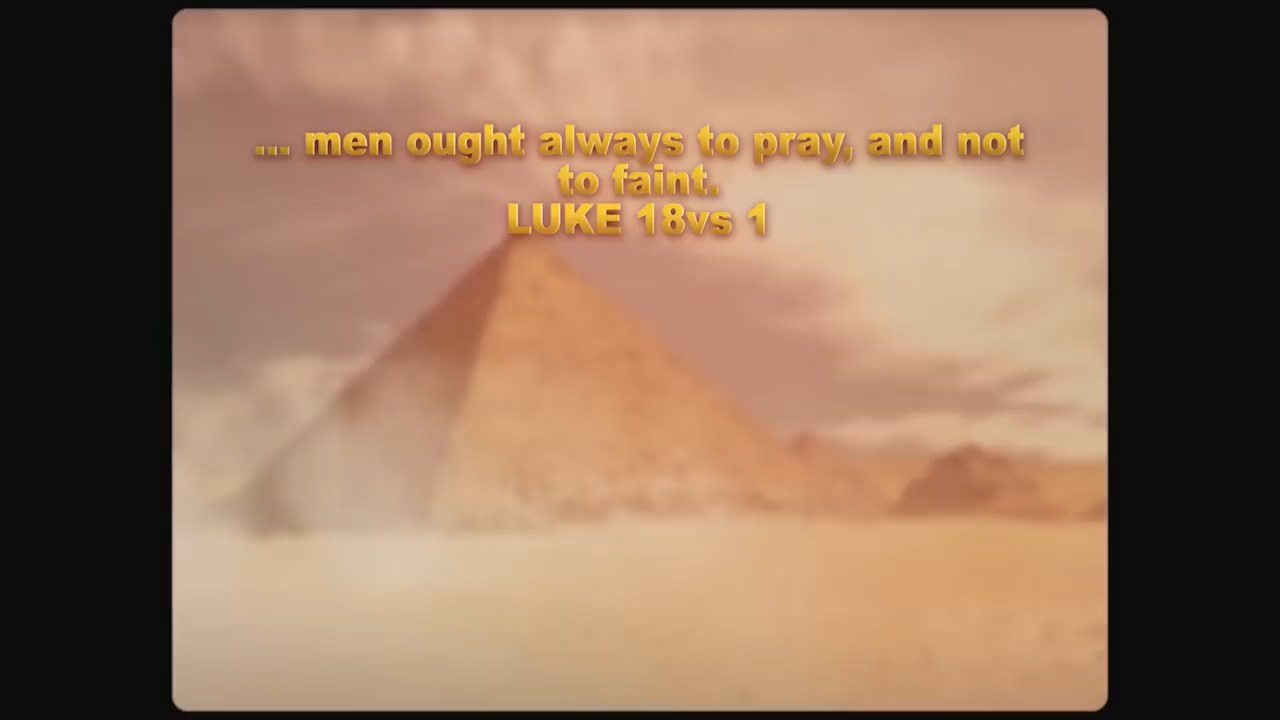 ... men ought always to pray, and not
to faint.
LUKE 18vs 1